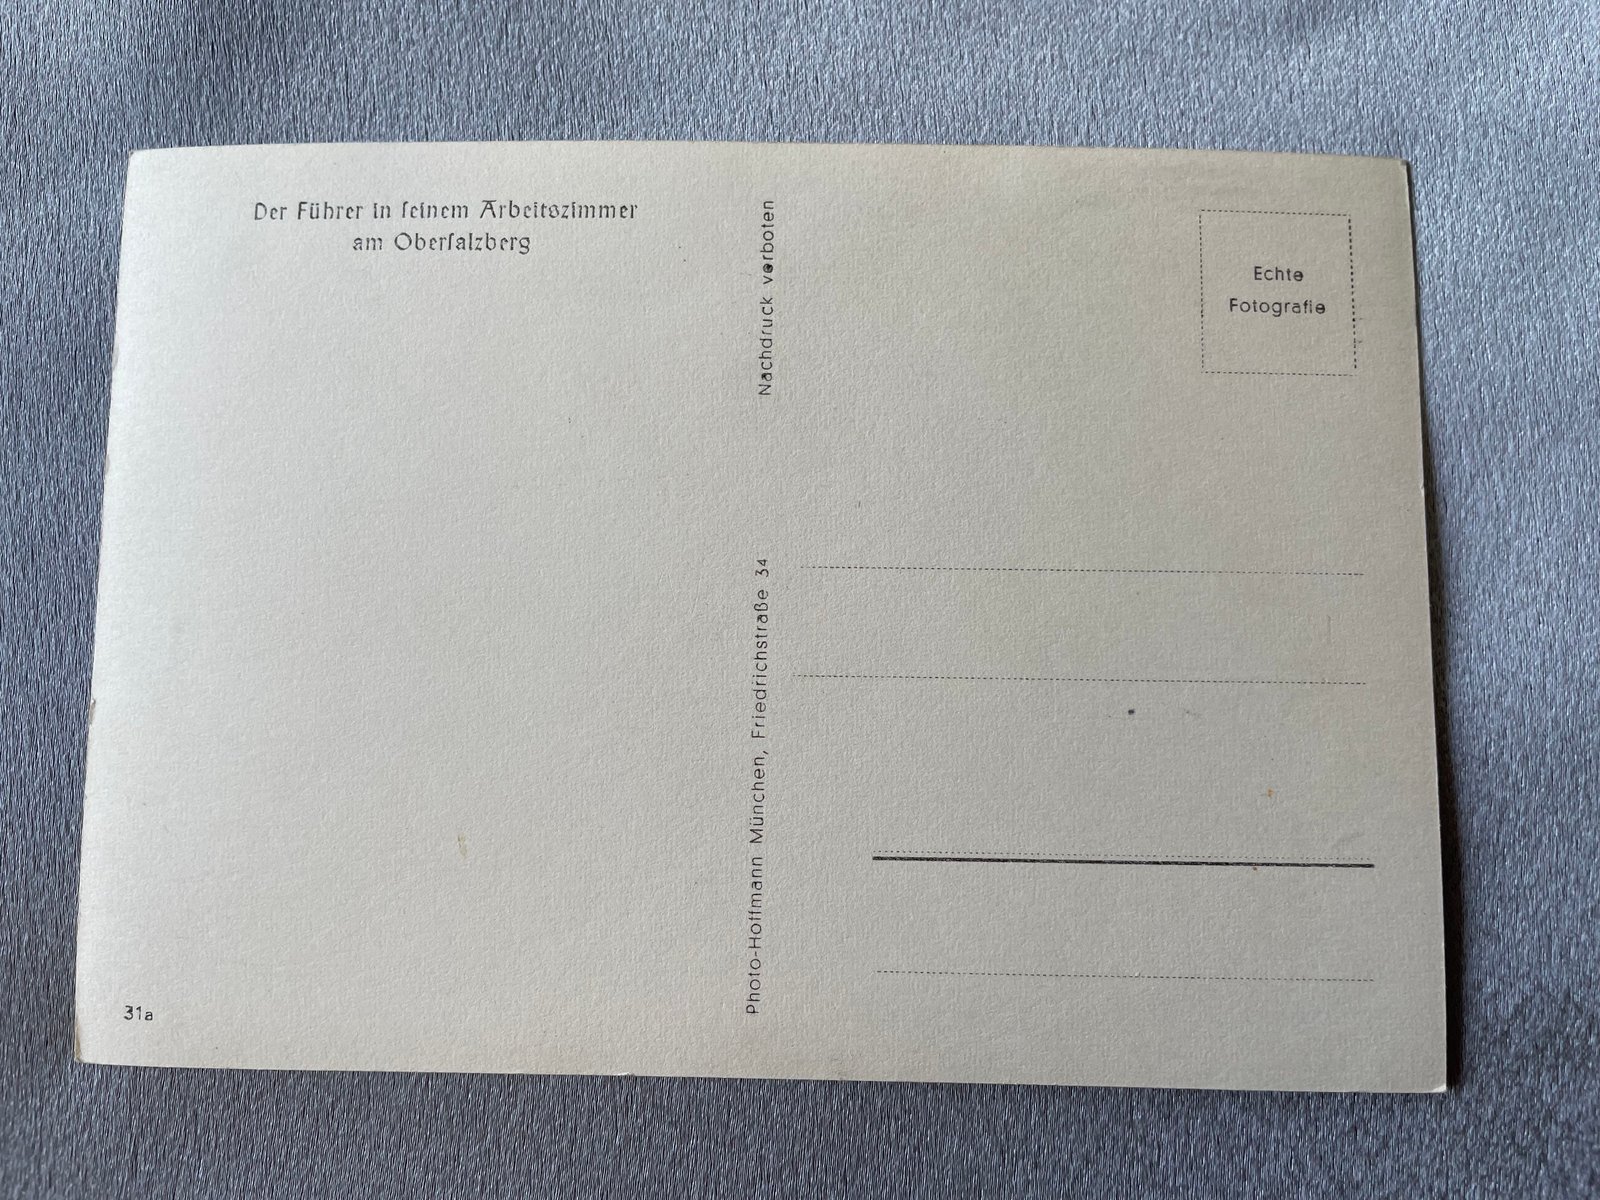 Der Führer in ſeinem Arbeitszimmer
am Oberſalzberg
Nachdruck verboten
Photo-Hoffmann München, Friedrichstraße 34
Echte
Fotografie
31a